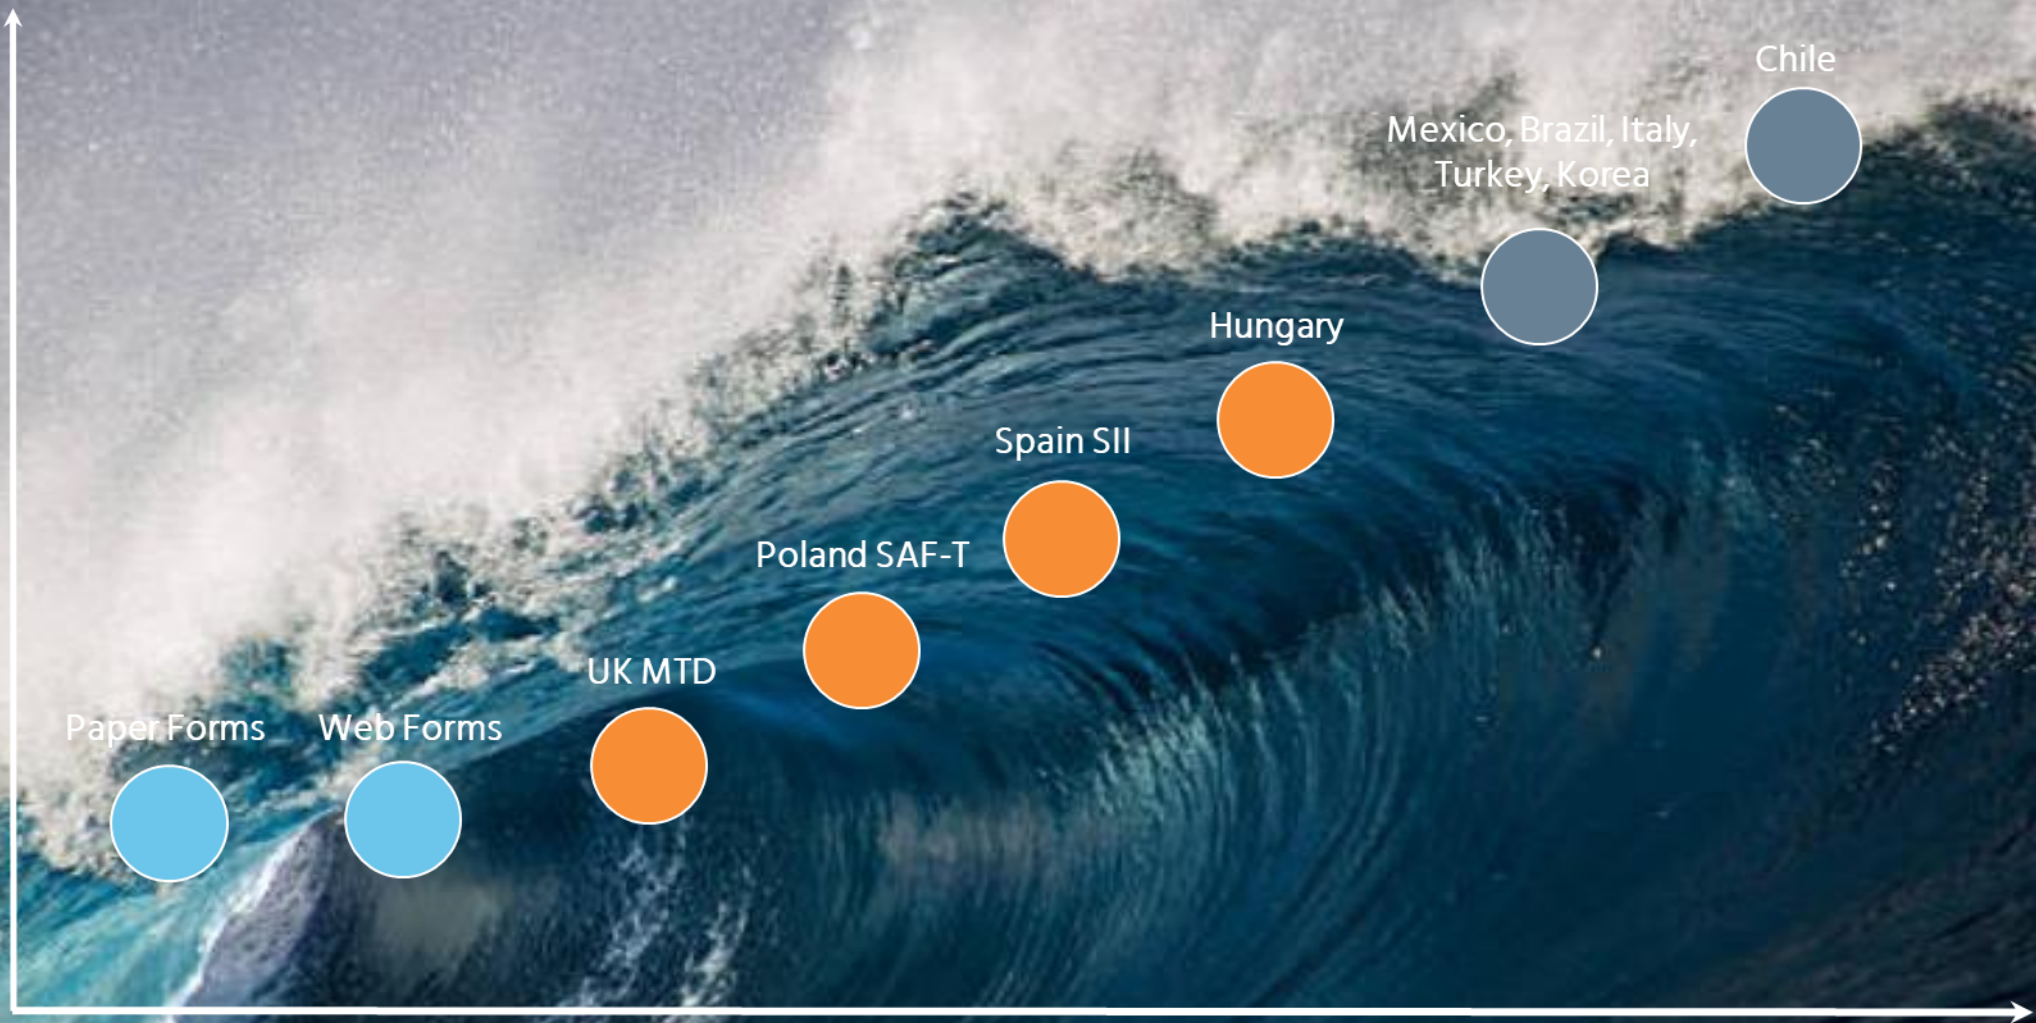 Chile
Mexico, Brazil, Italy,
Turkey, Korea
Hungary
Spain SII
Poland SAF-T
UK MTD
Paper Forms
Web Forms